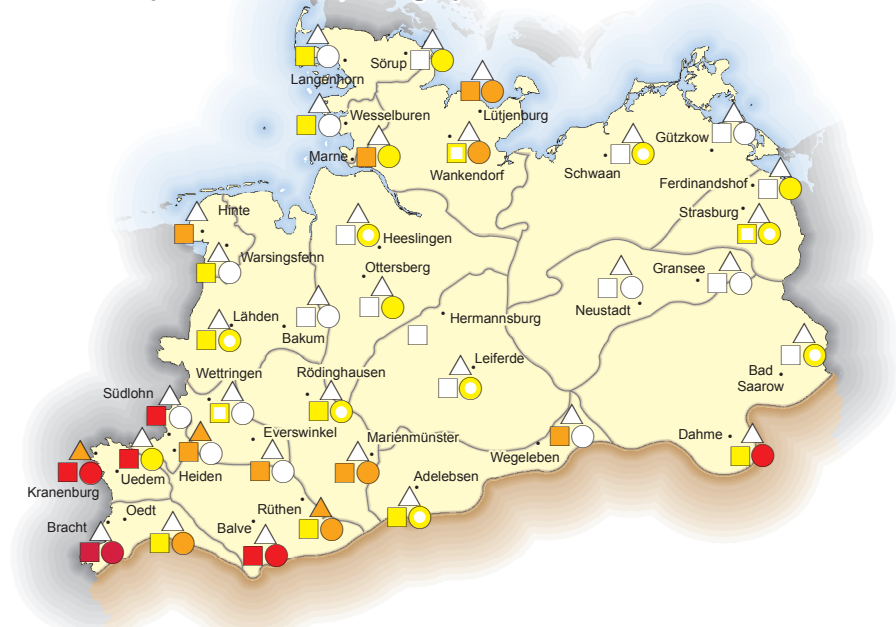 Langenhorn
Sörup
Lütjenburg
Wesselburen
Marne
Wankendorf
Schwaan
Gützkow
Ferdinandshof
Strasburg
Hinte
Heeslingen
Warsingsfehn
Ottersberg
Gransee
Neustadt
Lähden
Hermannsburg
Bakum
Leiferde
Bad
Saarow
Wettringen
Rödinghausen
Südlohn
Everswinkel
Marienmünster
Dahme
Wegeleben
Uedem
Heiden
Kranenburg
Adelebsen
Oedt
Rüthen
Bracht
Balve